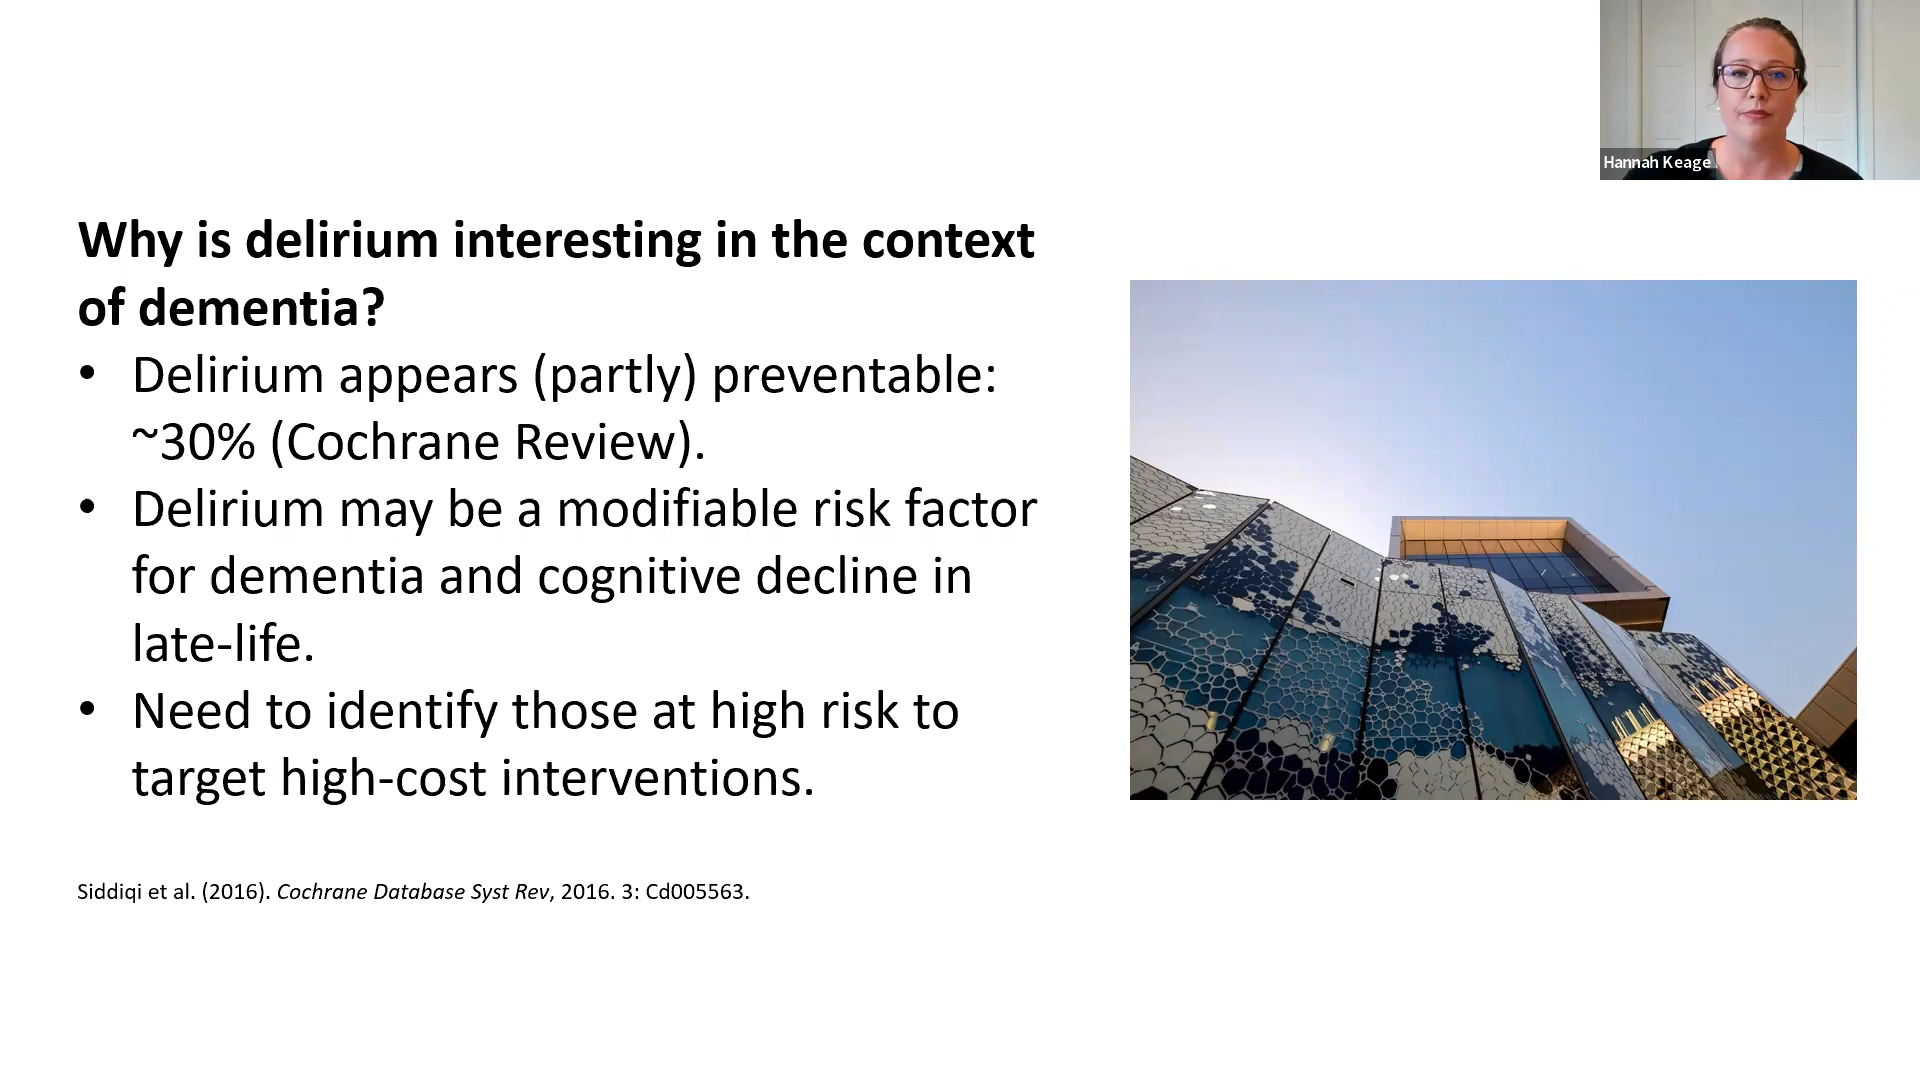 Hannah Keage
Why is delirium interesting in the context
of dementia?
• Delirium appears (partly) preventable:
~30% (Cochrane Review).
• Delirium may be a modifiable risk factor
for dementia and cognitive decline in
late-life.
• Need to identify those at high risk to
target high-cost interventions.
Siddiqi et al. (2016). Cochrane Database Syst Rev, 2016. 3: Cd005563.